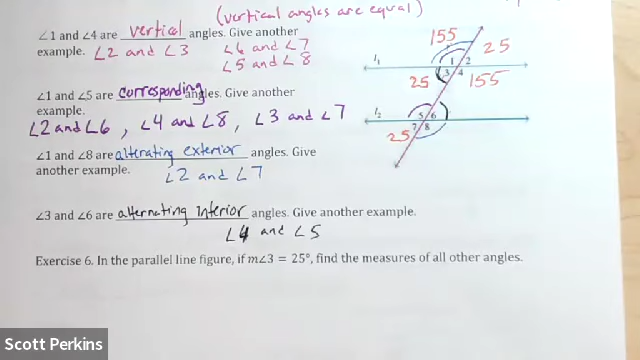 (vertical angles are equal)
∠1 and ∠4 are vertical angles. Give another
example. ∠2 and ∠3 ∠6 and ∠7
∠5 and ∠8
∠1 and ∠5 are corresponding angles. Give another
example.
∠2 and ∠6 , ∠4 and ∠8 , ∠3 and ∠7
∠1 and ∠8 are alterating exterior angles. Give
another example. ∠2 and ∠7
∠3 and ∠6 are alternating interior angles. Give another example.
∠4 and ∠5
Exercise 6. In the parallel line figure, if m∠3 = 25°, find the measures of all other angles.
155
25
l₁ 1 2
25 3 4 155
l₂ 5 6
25 7 8
Scott Perkins